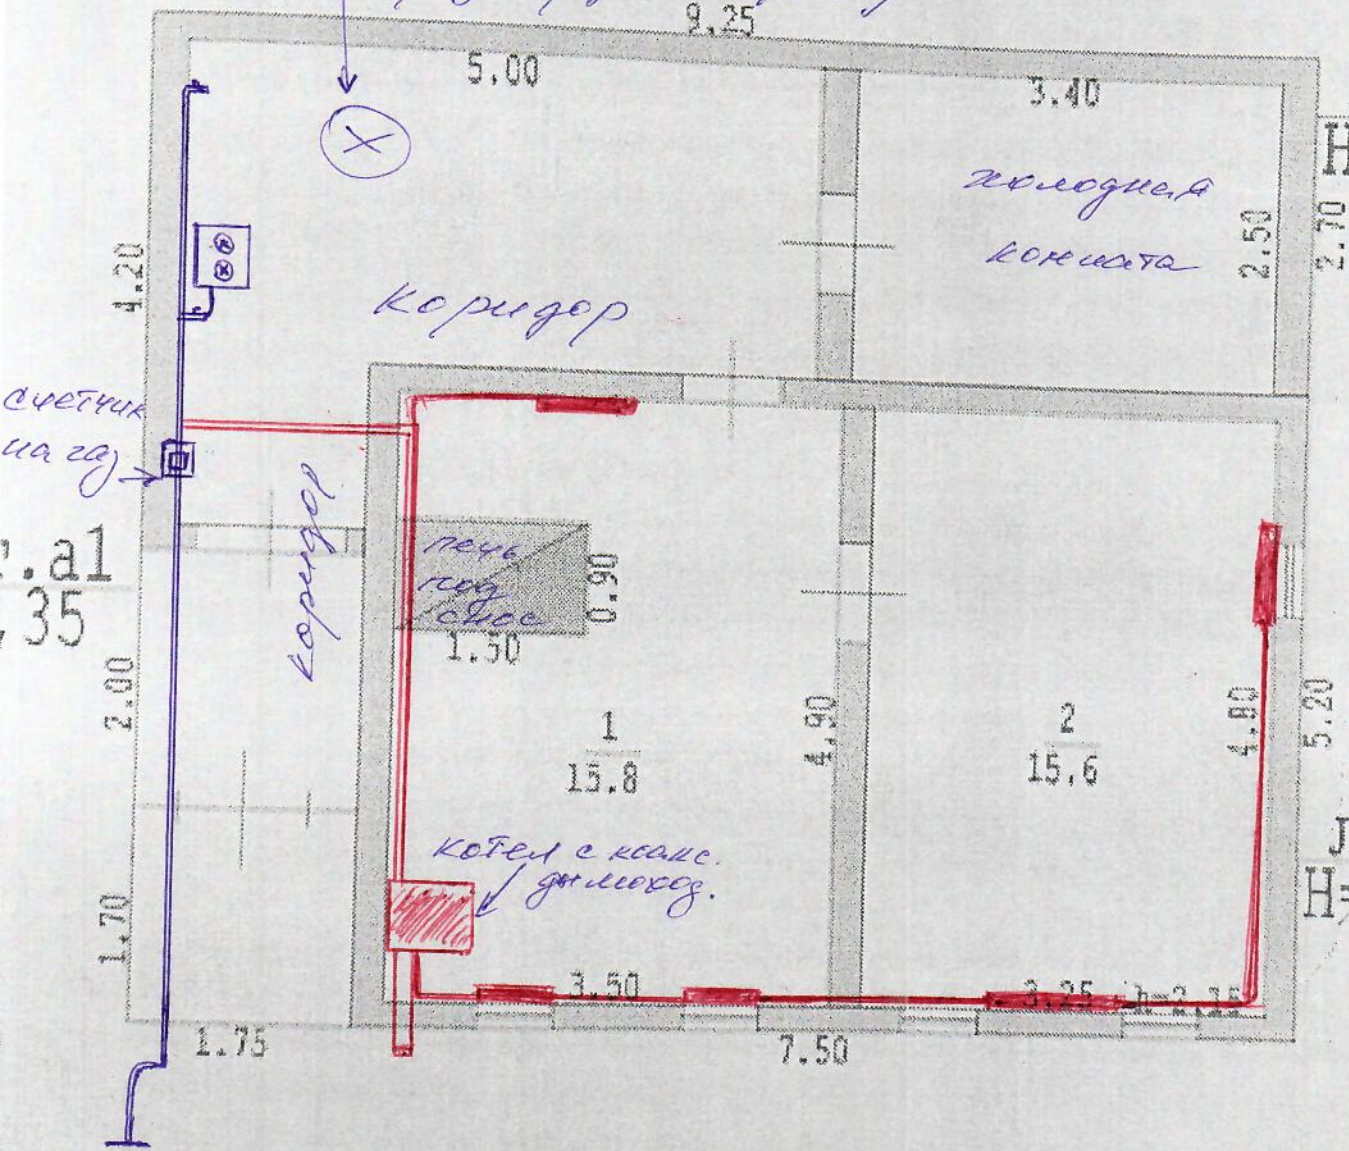 9.25
5.00
3.40
H
холодная
комната
2.50
2.70
4.20
коридор
счетчик
на газ
коридор
.a1
35
печь
под
снос
0.90
1.50
2.00
1
15.8
4.90
2
15.6
4.80
5.20
котел с коакс.
дымоход.
H=
1.70
3.50
3.25
h=2.15
1.75
7.50